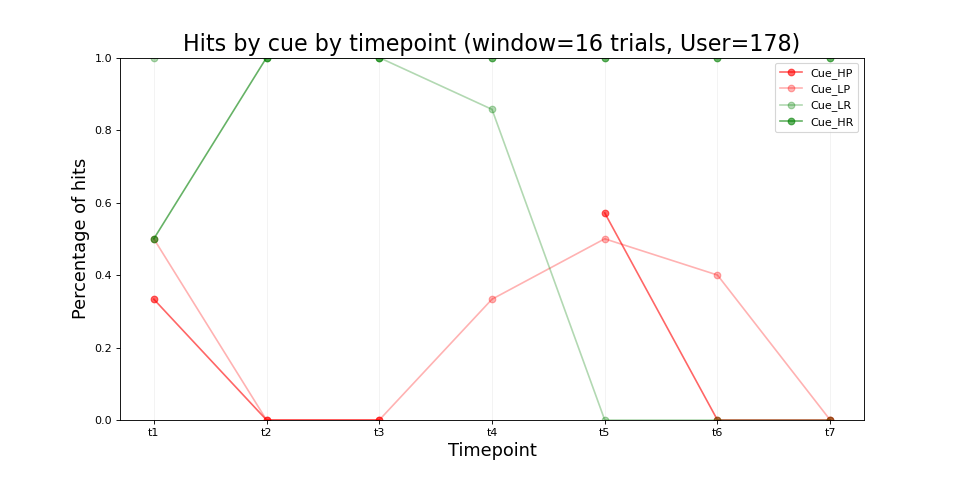 Hits by cue by timepoint (window=16 trials, User=178)
Percentage of hits
1.0
0.8
0.6
0.4
0.2
0.0
Cue_HP
Cue_LP
Cue_LR
Cue_HR
t1 t2 t3 t4 t5 t6 t7
Timepoint